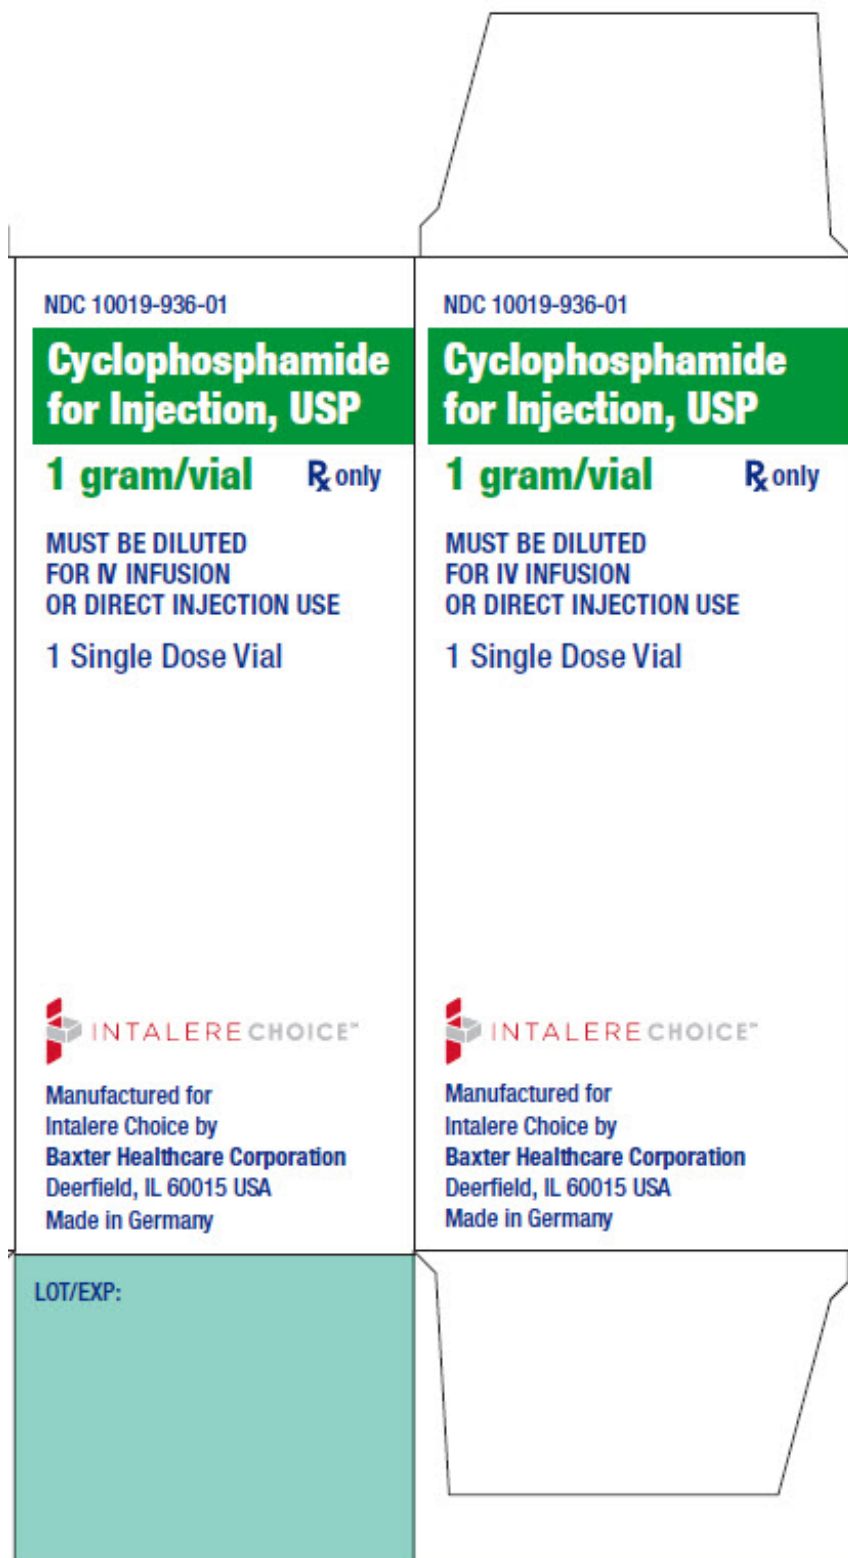 NDC 10019-936-01
Cyclophosphamide
for Injection, USP
1 gram/vial ℞ only
MUST BE DILUTED
FOR IV INFUSION
OR DIRECT INJECTION USE
1 Single Dose Vial
INTALERE CHOICE™
Manufactured for
Intalere Choice by
Baxter Healthcare Corporation
Deerfield, IL 60015 USA
Made in Germany
LOT/EXP:
NDC 10019-936-01
Cyclophosphamide
for Injection, USP
1 gram/vial ℞ only
MUST BE DILUTED
FOR IV INFUSION
OR DIRECT INJECTION USE
1 Single Dose Vial
INTALERE CHOICE™
Manufactured for
Intalere Choice by
Baxter Healthcare Corporation
Deerfield, IL 60015 USA
Made in Germany